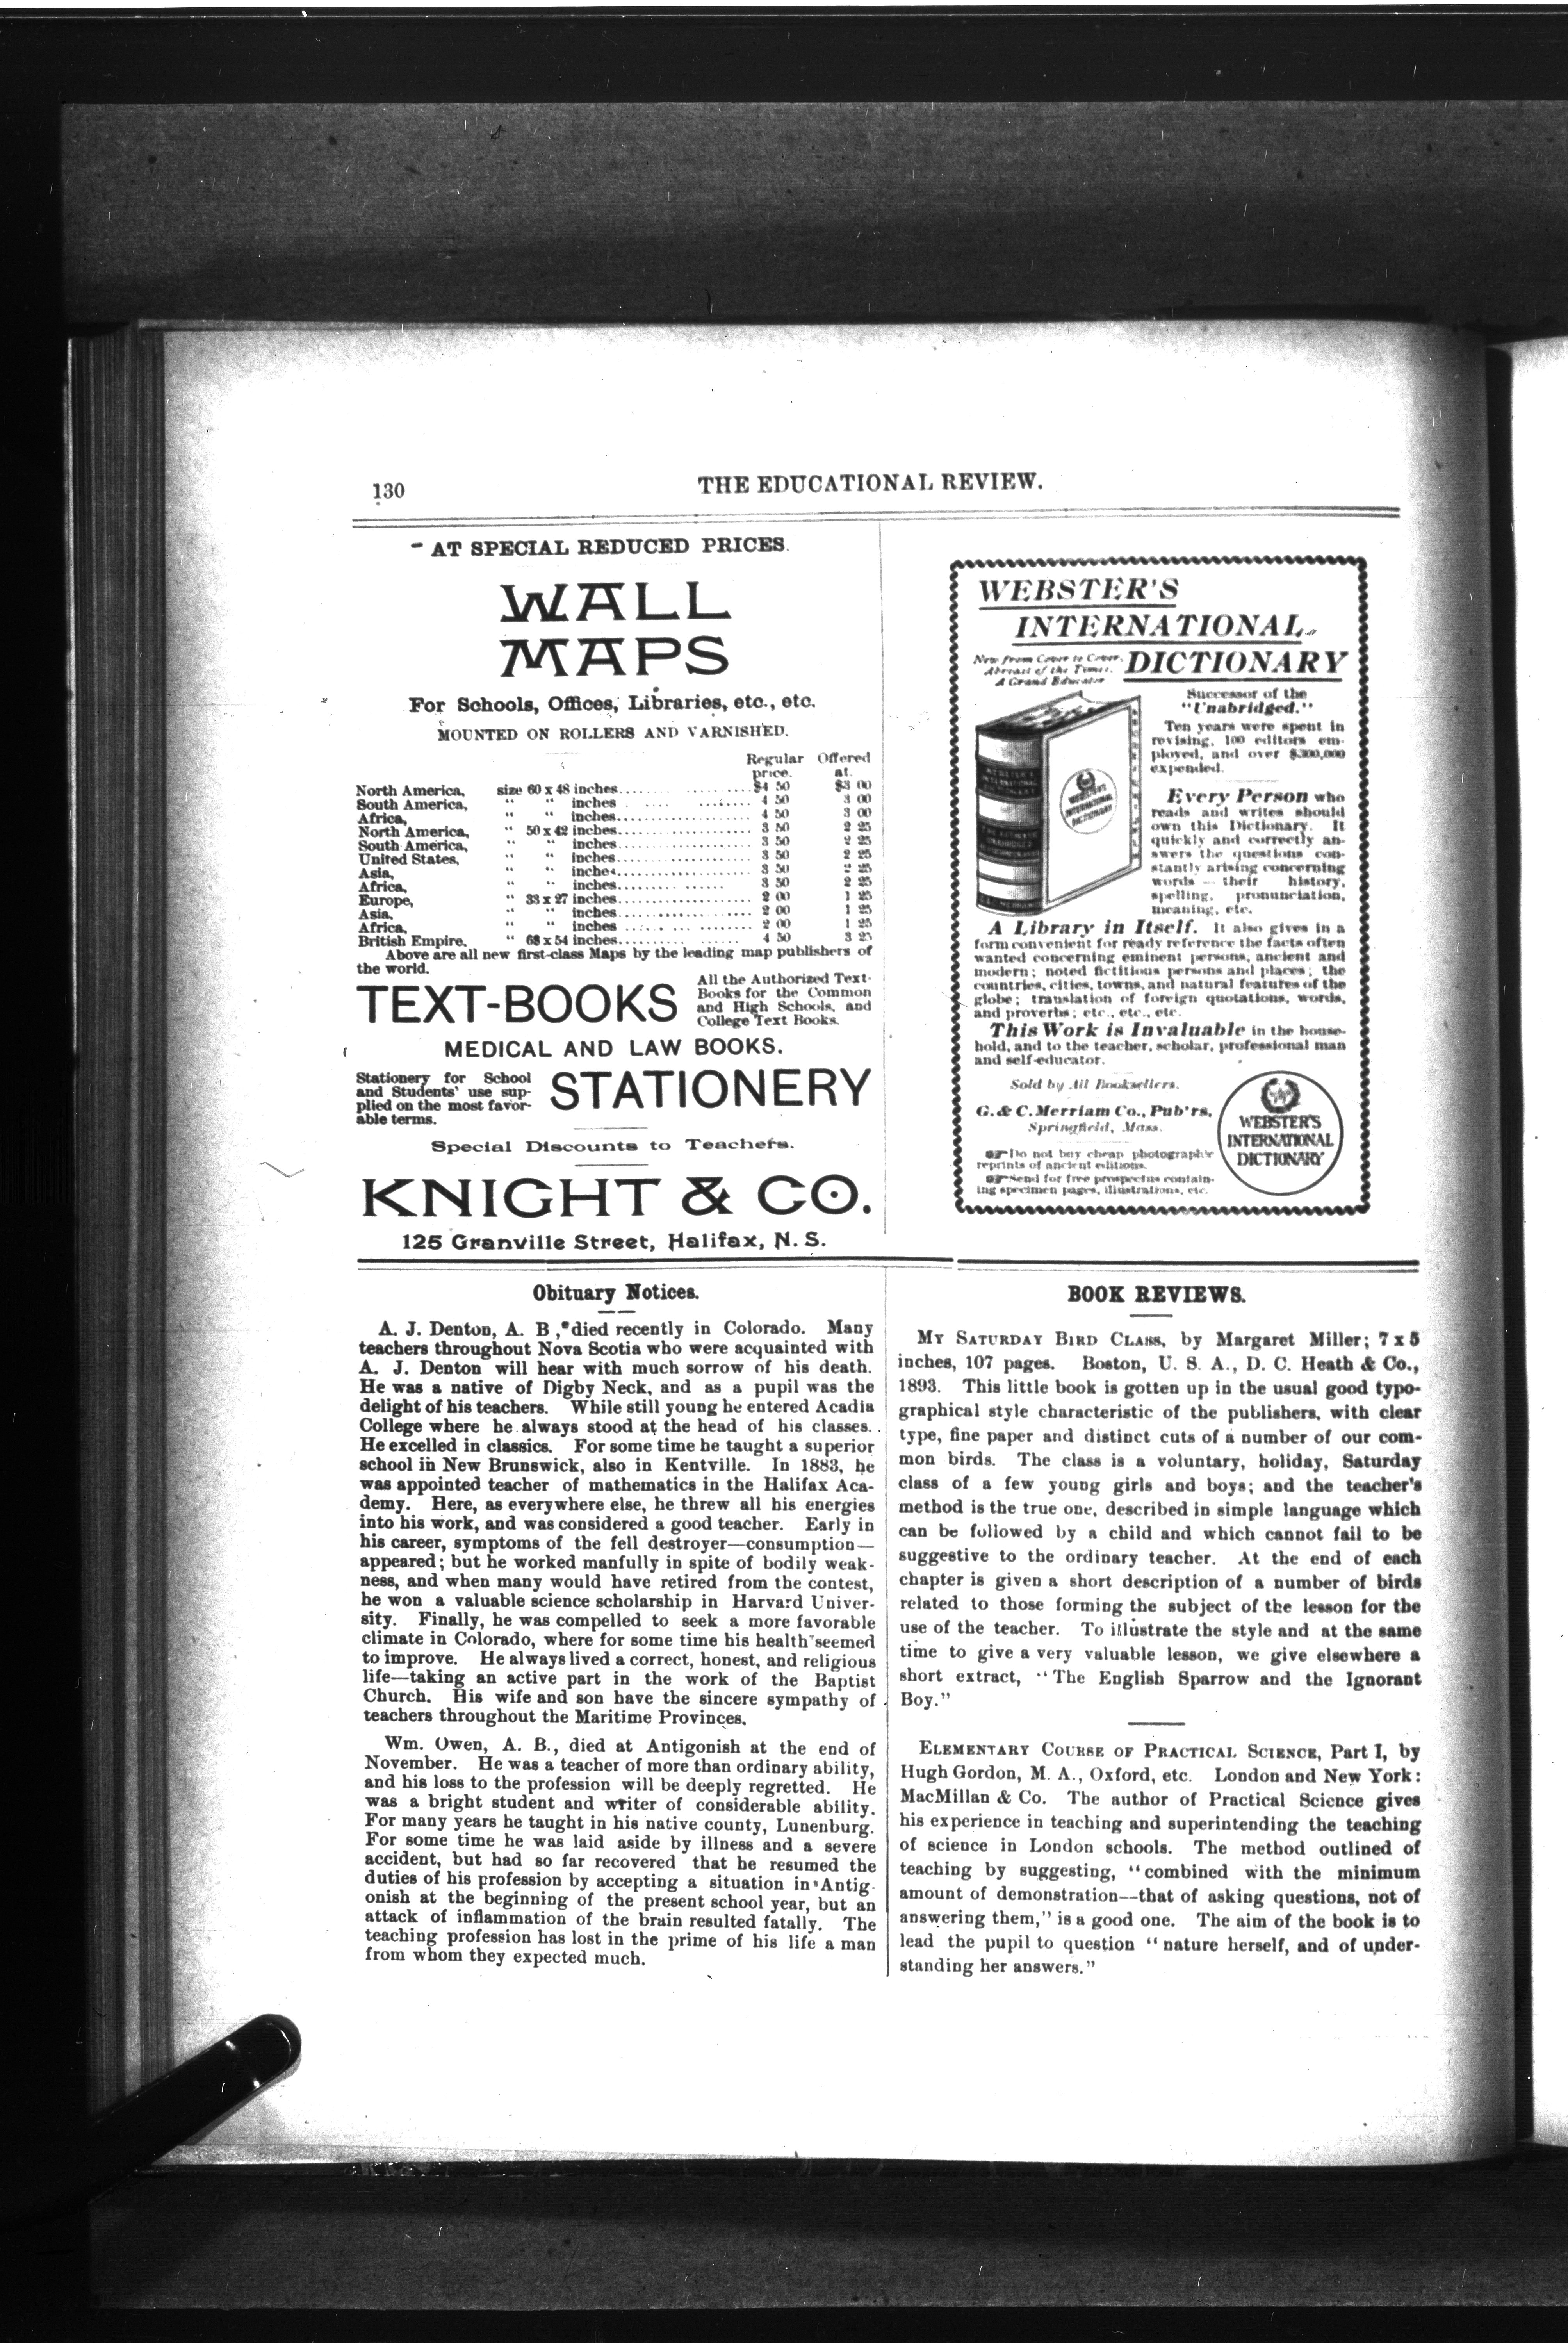 130
THE EDUCATIONAL REVIEW.
AT SPECIAL REDUCED PRICES.
WALL
MAPS
For Schools, Offices, Libraries, etc., etc.
MOUNTED ON ROLLERS AND VARNISHED.
Regular Offered
price. at.
North America, size 60 x 48 inches.................$4 50 $3 00
South America, " " inches ........ 4 50 3 00
Africa, " " inches................... 4 50 3 00
North America, " 50 x 42 inches................... 3 50 2 25
South America, " " inches................... 3 50 2 25
United States, " " inches................... 3 50 2 25
Asia, " " inches................... 3 50 2 25
Africa, " " inches............... 3 50 2 25
Europe, " 33 x 27 inches................... 2 00 1 25
Asia, " " inches................... 2 00 1 25
Africa, " " inches ................ 2 00 1 25
British Empire, " 68 x 54 inches................ 4 50 3 25
Above are all new first-class Maps by the leading map publishers of
the world.
TEXT-BOOKS
All the Authorized Text-
Books for the Common
and High Schools, and
College Text Books.
MEDICAL AND LAW BOOKS.
Stationery for School
and Students' use sup-
plied on the most favor-
able terms.
STATIONERY
Special Discounts to Teachers.
KNIGHT & CO.
125 Granville Street, Halifax, N. S.
WEBSTER'S
INTERNATIONAL
DICTIONARY
New from Cover to Cover.
Abreast of the Times.
A Grand Educator
Successor of the
"Unabridged."
Ten years were spent in
revising, 100 editors em-
ployed, and over $300,000
expended.
Every Person who
reads and writes should
own this Dictionary. It
quickly and correctly an-
swers the questions con-
stantly arising concerning
words — their history,
spelling, pronunciation,
meaning, etc.
WEBSTER'S
INTERNATIONAL
DICTIONARY
A Library in Itself. It also gives in a
form convenient for ready reference the facts often
wanted concerning eminent persons, ancient and
modern; noted fictitious persons and places; the
countries, cities, towns, and natural features of the
globe; translation of foreign quotations, words,
and proverbs; etc., etc., etc.
This Work is Invaluable in the house-
hold, and to the teacher, scholar, professional man
and self-educator.
Sold by All Booksellers.
G. & C. Merriam Co., Pub'rs,
Springfield, Mass.
☞Do not buy cheap photographic
reprints of ancient editions.
☞Send for free prospectus contain-
ing specimen pages, illustrations, etc.
WEBSTER'S
INTERNATIONAL
DICTIONARY
Obituary Notices.
A. J. Denton, A. B , died recently in Colorado. Many
teachers throughout Nova Scotia who were acquainted with
A. J. Denton will hear with much sorrow of his death.
He was a native of Digby Neck, and as a pupil was the
delight of his teachers. While still young he entered Acadia
College where he always stood at the head of his classes.
He excelled in classics. For some time he taught a superior
school in New Brunswick, also in Kentville. In 1883, he
was appointed teacher of mathematics in the Halifax Aca-
demy. Here, as everywhere else, he threw all his energies
into his work, and was considered a good teacher. Early in
his career, symptoms of the fell destroyer—consumption—
appeared; but he worked manfully in spite of bodily weak-
ness, and when many would have retired from the contest,
he won a valuable science scholarship in Harvard Univer-
sity. Finally, he was compelled to seek a more favorable
climate in Colorado, where for some time his health seemed
to improve. He always lived a correct, honest, and religious
life—taking an active part in the work of the Baptist
Church. His wife and son have the sincere sympathy of
teachers throughout the Maritime Provinces.
Wm. Owen, A. B., died at Antigonish at the end of
November. He was a teacher of more than ordinary ability,
and his loss to the profession will be deeply regretted. He
was a bright student and writer of considerable ability.
For many years he taught in his native county, Lunenburg.
For some time he was laid aside by illness and a severe
accident, but had so far recovered that he resumed the
duties of his profession by accepting a situation in Antig-
onish at the beginning of the present school year, but an
attack of inflammation of the brain resulted fatally. The
teaching profession has lost in the prime of his life a man
from whom they expected much.
BOOK REVIEWS.
MY SATURDAY BIRD CLASS, by Margaret Miller; 7 x 5
inches, 107 pages. Boston, U. S. A., D. C. Heath & Co.,
1893. This little book is gotten up in the usual good typo-
graphical style characteristic of the publishers, with clear
type, fine paper and distinct cuts of a number of our com-
mon birds. The class is a voluntary, holiday, Saturday
class of a few young girls and boys; and the teacher's
method is the true one, described in simple language which
can be followed by a child and which cannot fail to be
suggestive to the ordinary teacher. At the end of each
chapter is given a short description of a number of birds
related to those forming the subject of the lesson for the
use of the teacher. To illustrate the style and at the same
time to give a very valuable lesson, we give elsewhere a
short extract, "The English Sparrow and the Ignorant
Boy."
ELEMENTARY COURSE OF PRACTICAL SCIENCE, Part I, by
Hugh Gordon, M. A., Oxford, etc. London and New York:
MacMillan & Co. The author of Practical Science gives
his experience in teaching and superintending the teaching
of science in London schools. The method outlined of
teaching by suggesting, "combined with the minimum
amount of demonstration—that of asking questions, not of
answering them," is a good one. The aim of the book is to
lead the pupil to question "nature herself, and of under-
standing her answers."